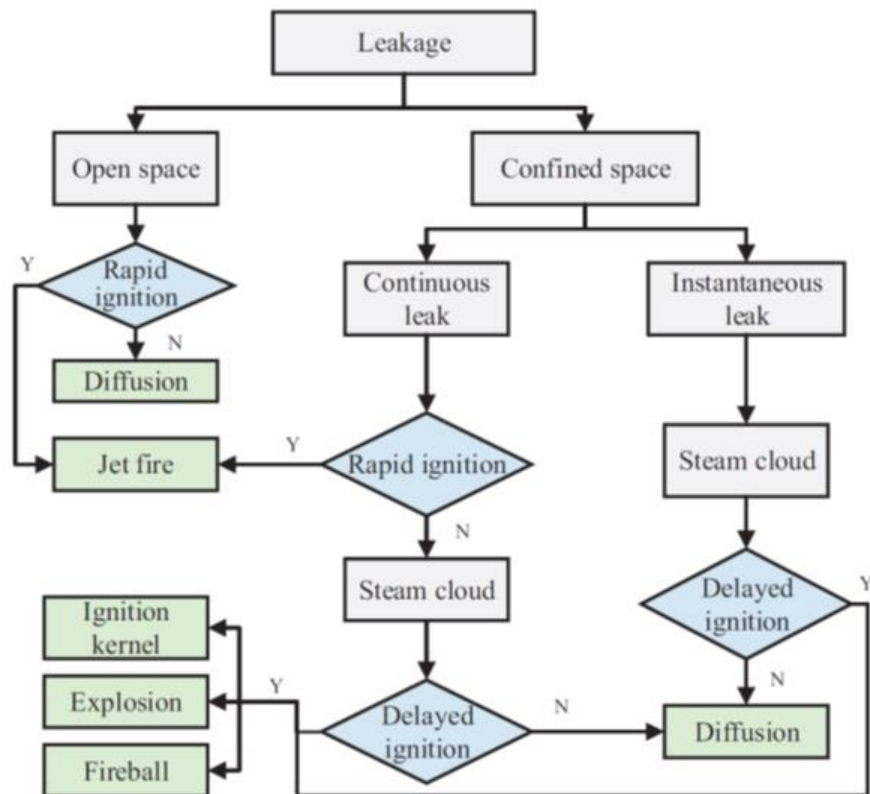 Leakage
Open space
Confined space
Y
Rapid
ignition
N
Diffusion
Jet fire
Continuous
leak
Instantaneous
leak
Y
Rapid ignition
N
Steam cloud
Steam cloud
Delayed
ignition
Y
N
Ignition
kernel
Explosion
Fireball
Y
Delayed
ignition
N
Diffusion